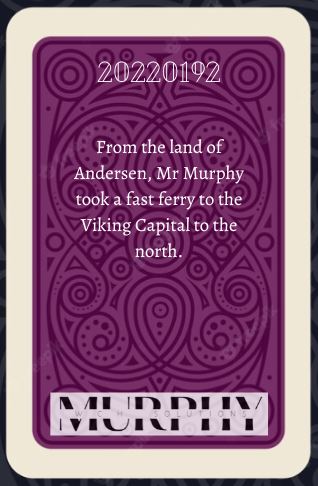 20220192
From the land of
Andersen, Mr Murphy
took a fast ferry to the
Viking Capital to the
north.
MURPHY
W C H SOLUTIONS